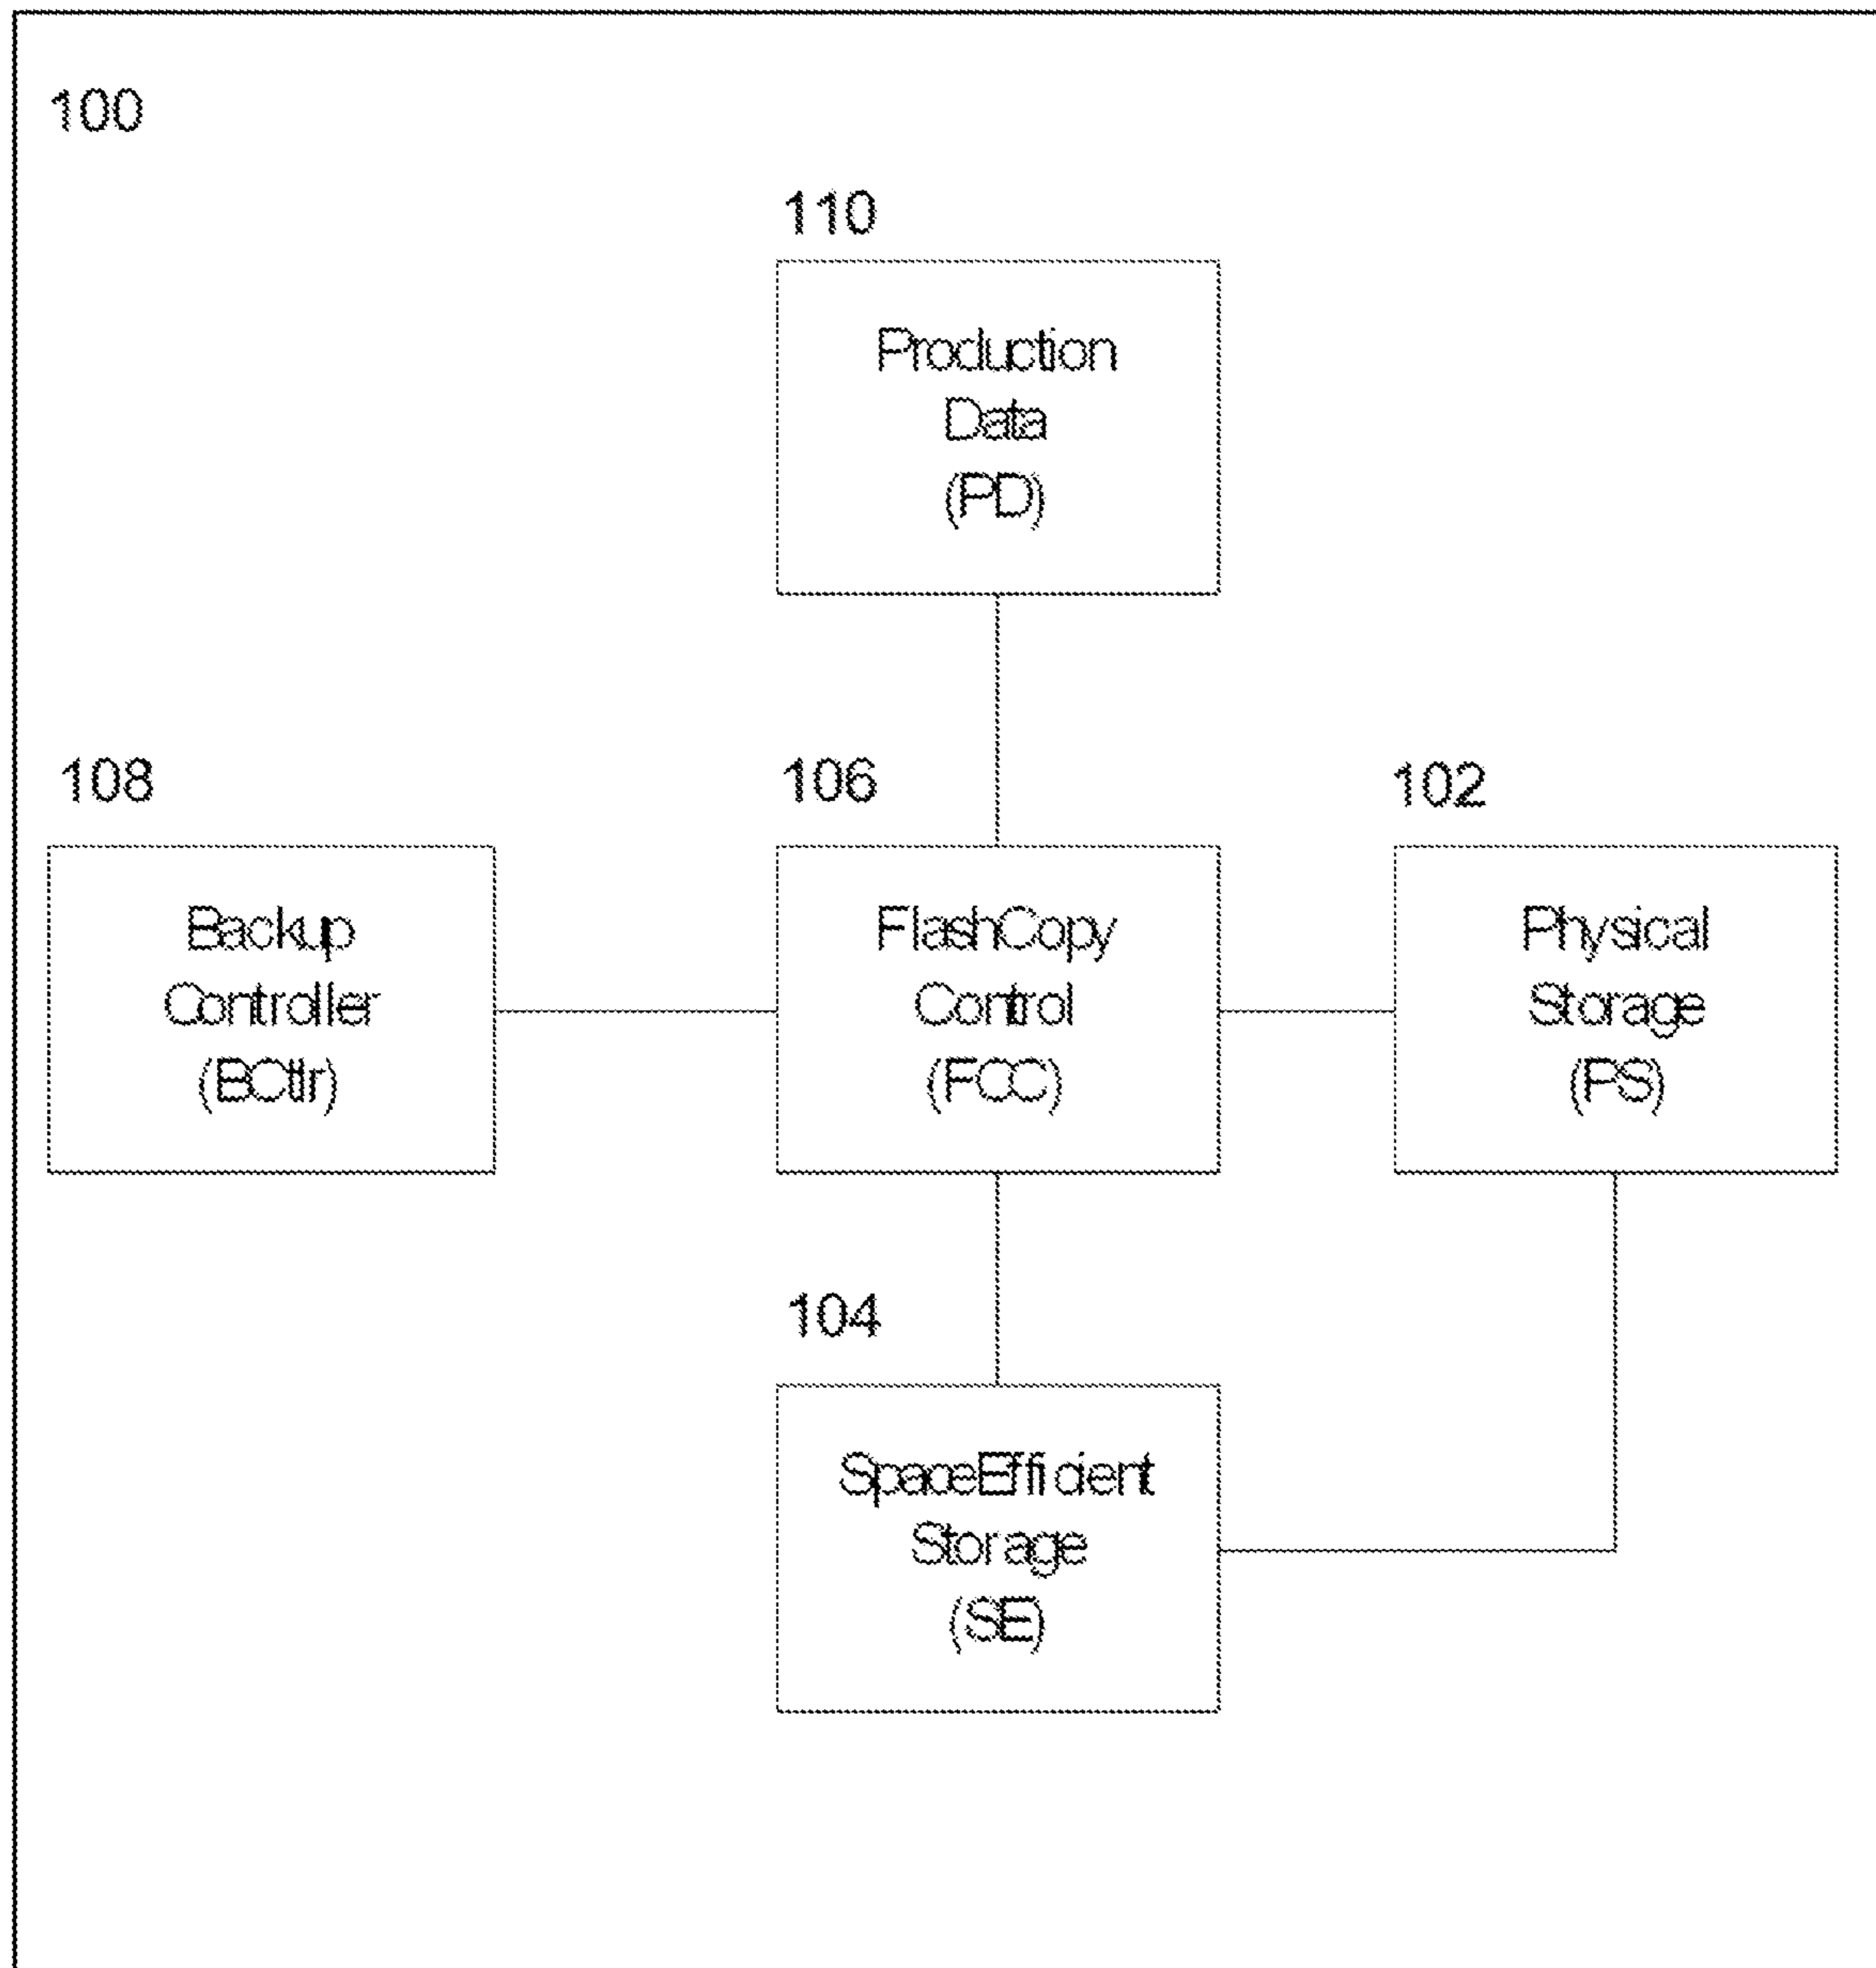 100
110
Production
Data
(PD)
108
106
102
Backup
Controller
(BCtlr)
FlashCopy
Control
(FCC)
Physical
Storage
(PS)
104
SpaceEfficient
Storage
(SE)